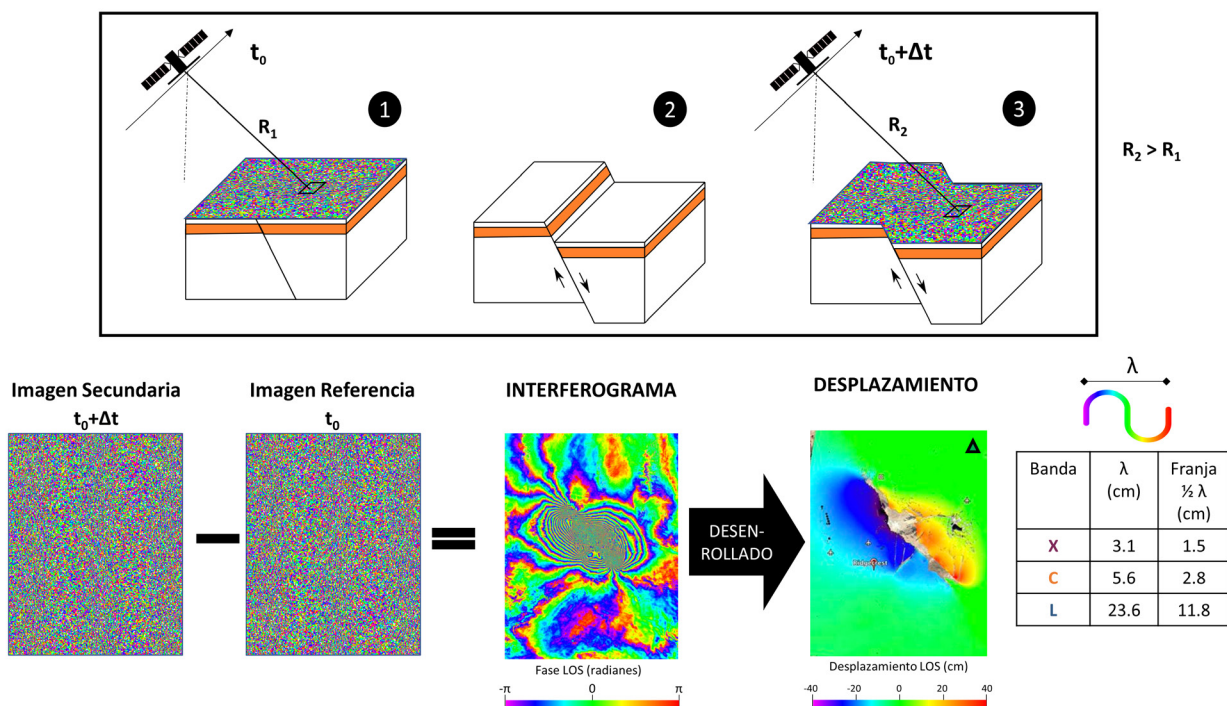 t0
t0+Δt
1
2
3
R1
R2
R2 > R1
Imagen Secundaria
t0+Δt
Imagen Referencia
t0
INTERFEROGRAMA
DESPLAZAMIENTO
DESEN-
ROLLADO
Fase LOS (radianes)
-π 0 π
Desplazamiento LOS (cm)
-40 -20 0 20 40
λ
Banda λ (cm) Franja ½ λ (cm)
X 3.1 1.5
C 5.6 2.8
L 23.6 11.8